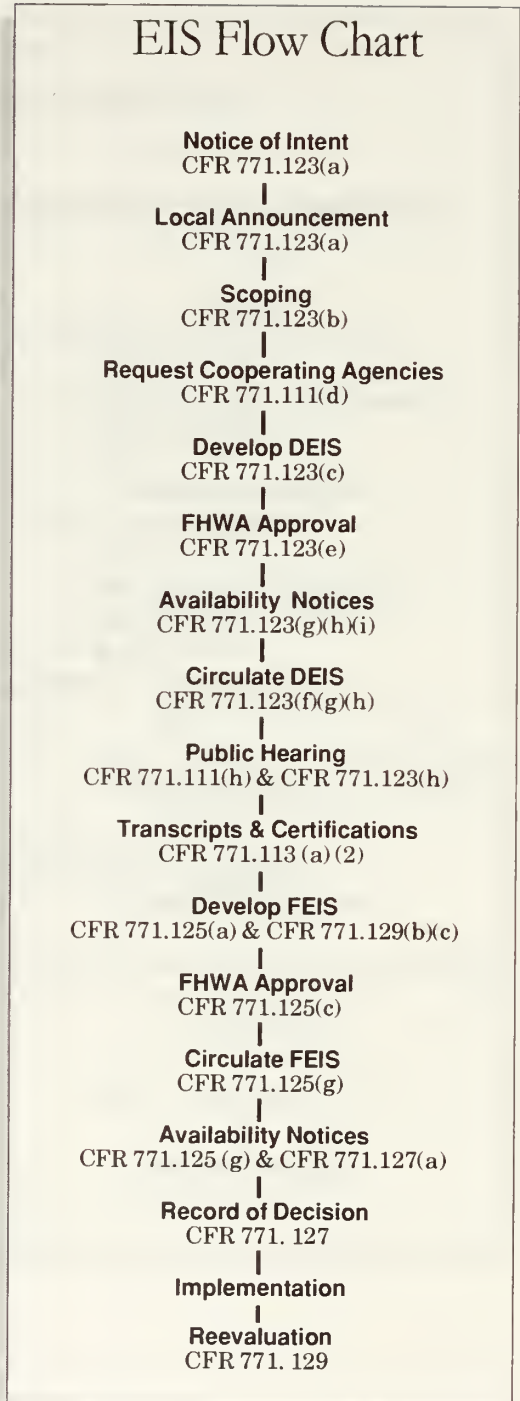 EIS Flow Chart
Notice of Intent
CFR 771.123(a)
Local Announcement
CFR 771.123(a)
Scoping
CFR 771.123(b)
Request Cooperating Agencies
CFR 771.111(d)
Develop DEIS
CFR 771.123(c)
FHWA Approval
CFR 771.123(e)
Availability Notices
CFR 771.123(g)(h)(i)
Circulate DEIS
CFR 771.123(f)(g)(h)
Public Hearing
CFR 771.111(h) & CFR 771.123(h)
Transcripts & Certifications
CFR 771.113 (a) (2)
Develop FEIS
CFR 771.125(a) & CFR 771.129(b)(c)
FHWA Approval
CFR 771.125(c)
Circulate FEIS
CFR 771.125(g)
Availability Notices
CFR 771.125 (g) & CFR 771.127(a)
Record of Decision
CFR 771. 127
Implementation
Reevaluation
CFR 771. 129